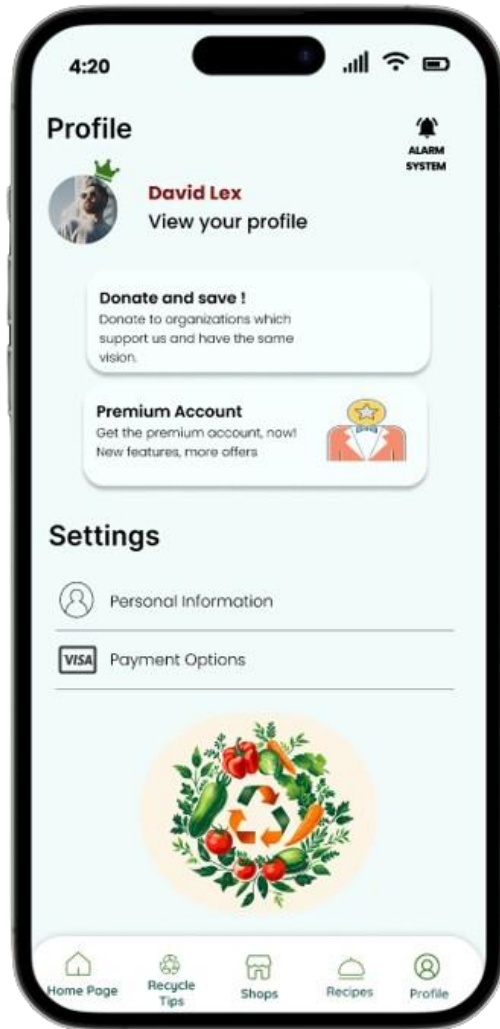 4:20
Profile
ALARM
SYSTEM
David Lex
View your profile
Donate and save !
Donate to organizations which
support us and have the same
vision.
Premium Account
Get the premium account, now!
New features, more offers
Settings
Personal Information
VISA
Payment Options
Home Page
Recycle
Tips
Shops
Recipes
Profile